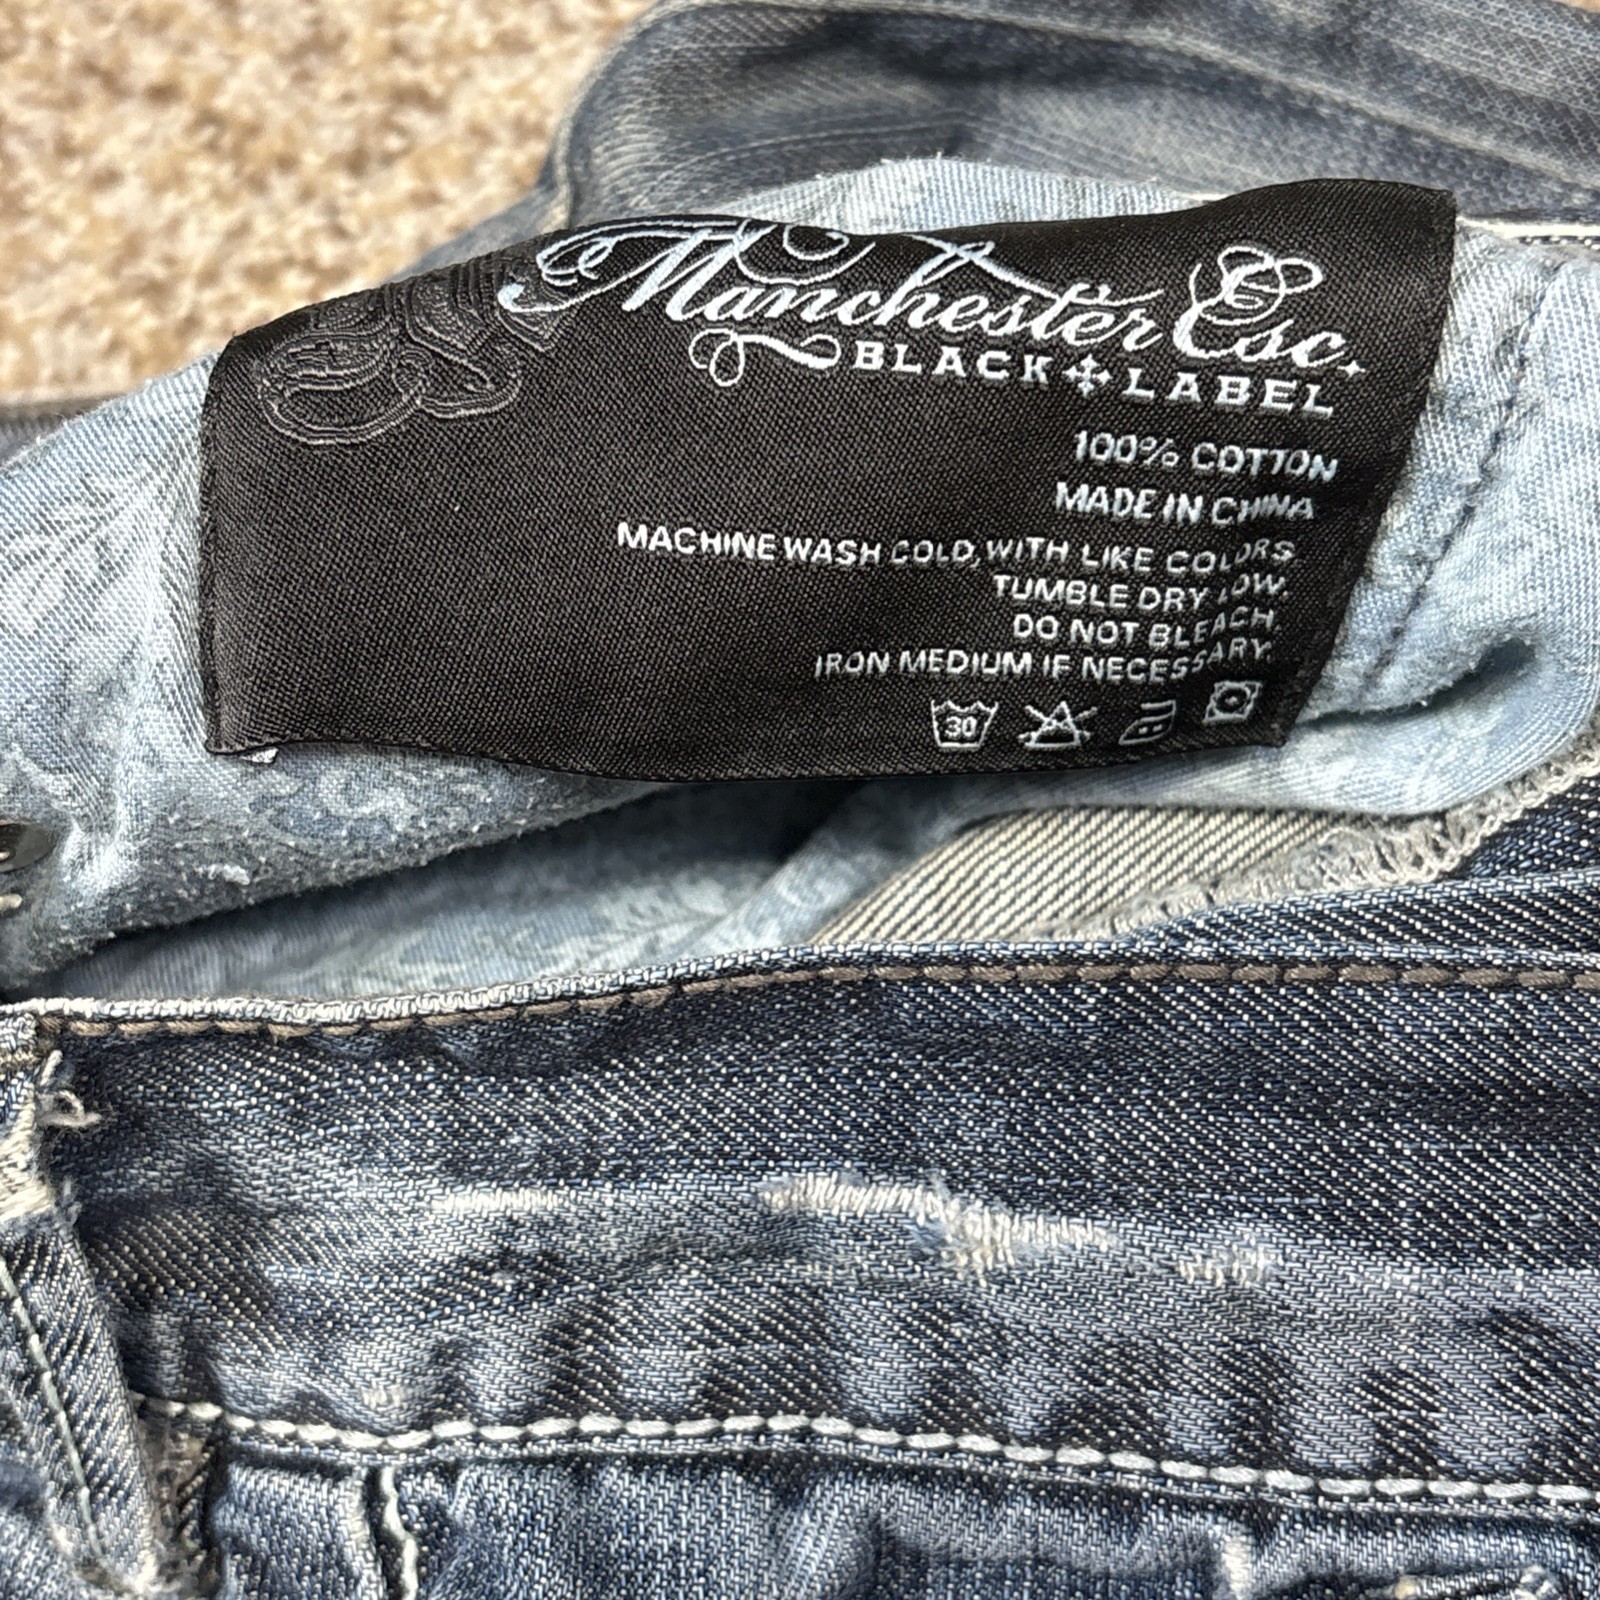 Manchester Esc.
BLACK LABEL
100% COTTON
MADE IN CHINA
MACHINE WASH COLD, WITH LIKE COLORS.
TUMBLE DRY LOW.
DO NOT BLEACH.
IRON MEDIUM IF NECESSARY.
30